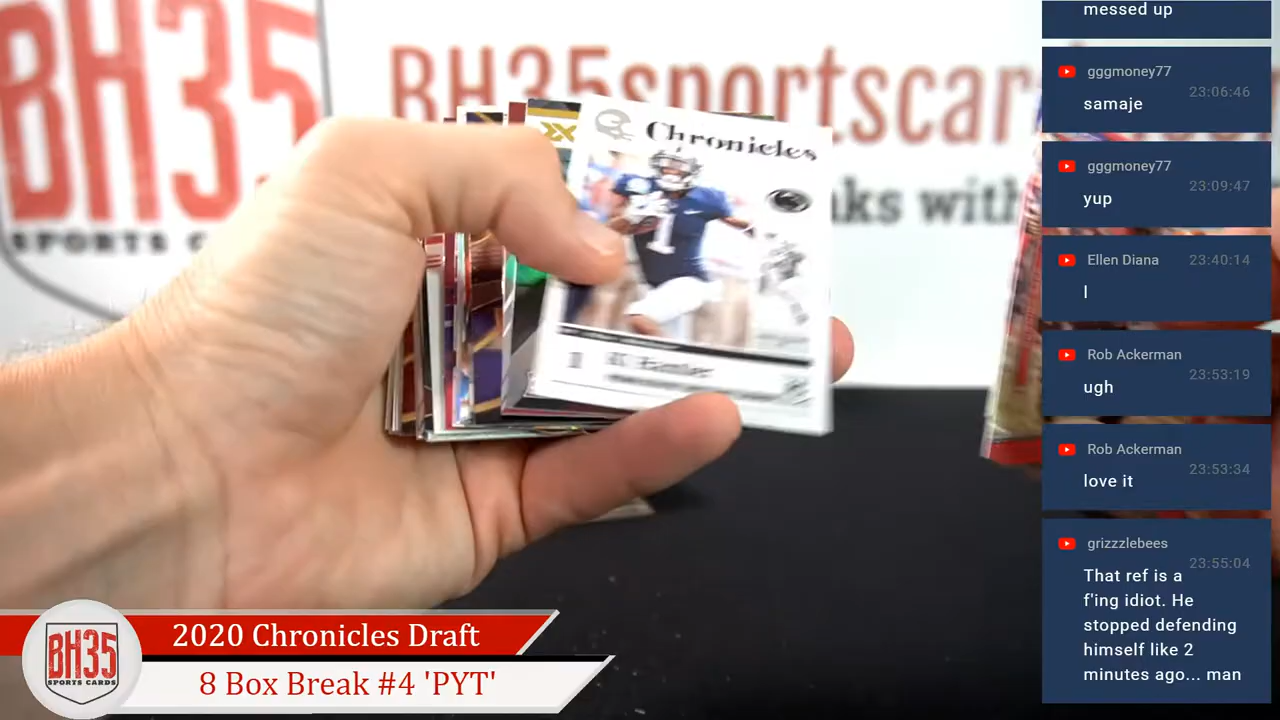 BH35
SPORTS
BH35sportscar
aks with
Chronicles
1
2020 Chronicles Draft
8 Box Break #4 'PYT'
BH35
SPORTS CARDS
messed up
gggmoney77
23:06:46
samaje
gggmoney77
23:09:47
yup
Ellen Diana
23:40:14
l
Rob Ackerman
23:53:19
ugh
Rob Ackerman
23:53:34
love it
grizzzlebees
23:55:04
That ref is a
f'ing idiot. He
stopped defending
himself like 2
minutes ago... man